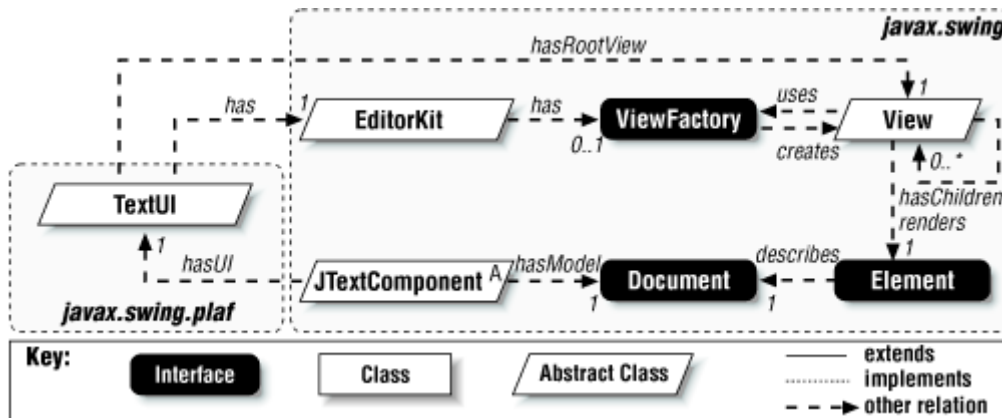 javax.swing
hasRootView
has
1
EditorKit
has
0..1
ViewFactory
uses
creates
1
View
0..*
hasChildren
renders
1
TextUI
1
hasUI
javax.swing.plaf
JTextComponent A
hasModel
1
Document
describes
1
Element
Key:
Interface
Class
Abstract Class
extends
implements
other relation